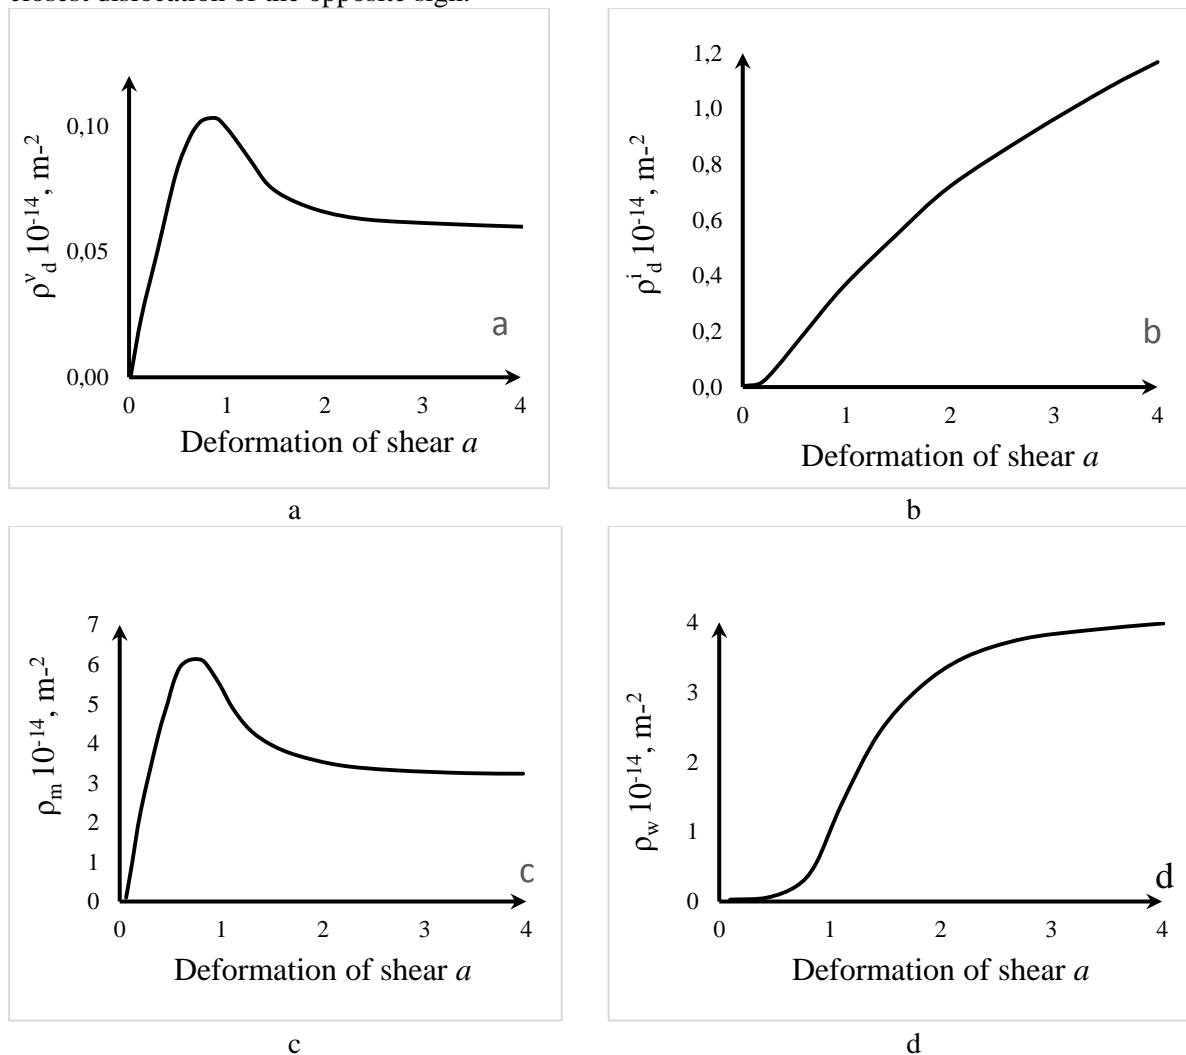 closest dislocation of the opposite sign.
ρᵛd 10-14, m-2
0,10
0,05
0,00
0 1 2 3 4
Deformation of shear a
a
a
ρⁱd 10-14, m-2
1,2
1,0
0,8
0,6
0,4
0,2
0,0
0 1 2 3 4
Deformation of shear a
b
b
ρm 10-14, m-2
7
6
5
4
3
2
1
0
0 1 2 3 4
Deformation of shear a
c
c
ρw 10-14, m-2
4
3
2
1
0
0 1 2 3 4
Deformation of shear a
d
d